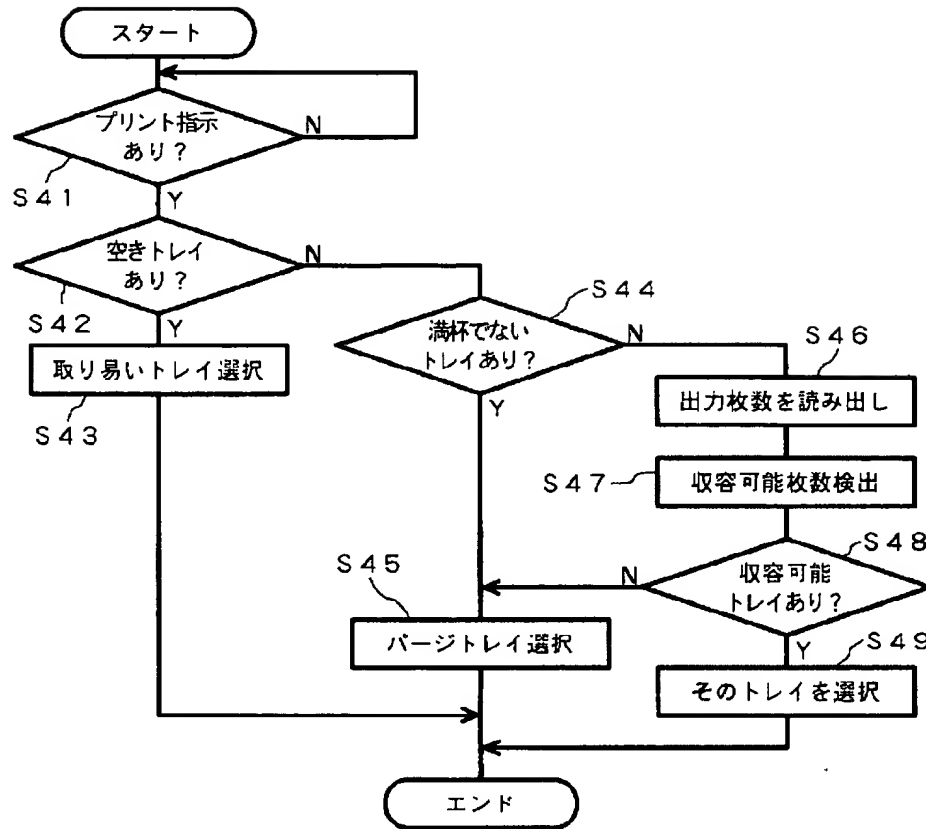 スタート
プリント指示
あり?
N
S41
Y
空きトレイ
あり?
N
S42
Y
取り易いトレイ選択
S43
満杯でない
トレイあり?
S44
N
Y
S46
出力枚数を読み出し
S47
収容可能枚数検出
S48
収容可能
トレイあり?
N
Y
S45
パージトレイ選択
S49
そのトレイを選択
エンド